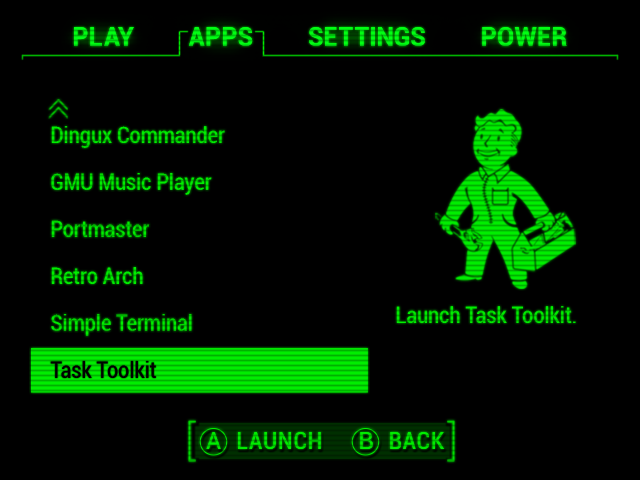 PLAY APPS SETTINGS POWER
Dingux Commander
GMU Music Player
Portmaster
Retro Arch
Simple Terminal
Task Toolkit
Launch Task Toolkit.
A LAUNCH B BACK